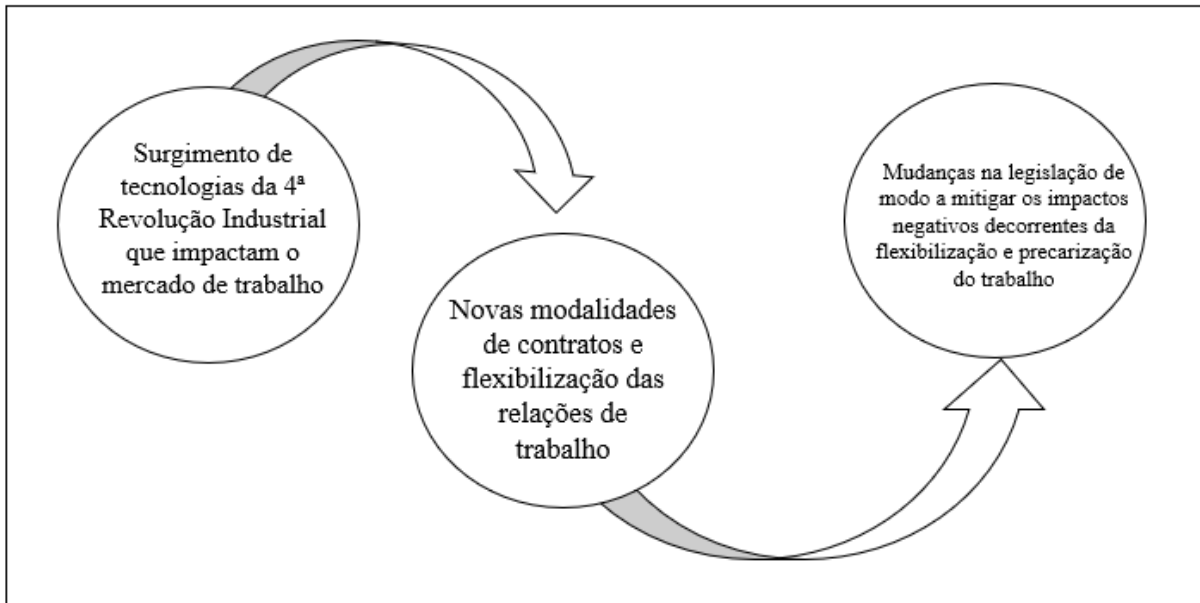 Surgimento de
tecnologias da 4ª
Revolução Industrial
que impactam o
mercado de trabalho
Novas modalidades
de contratos e
flexibilização das
relações de
trabalho
Mudanças na legislação de
modo a mitigar os impactos
negativos decorrentes da
flexibilização e precarização
do trabalho